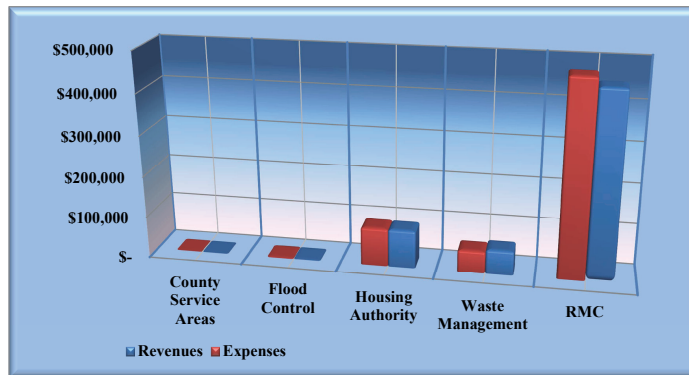 $500,000
$400,000
$300,000
$200,000
$100,000
$-
County
Service
Areas
Flood
Control
Housing
Authority
Waste
Management
RMC
Revenues Expenses